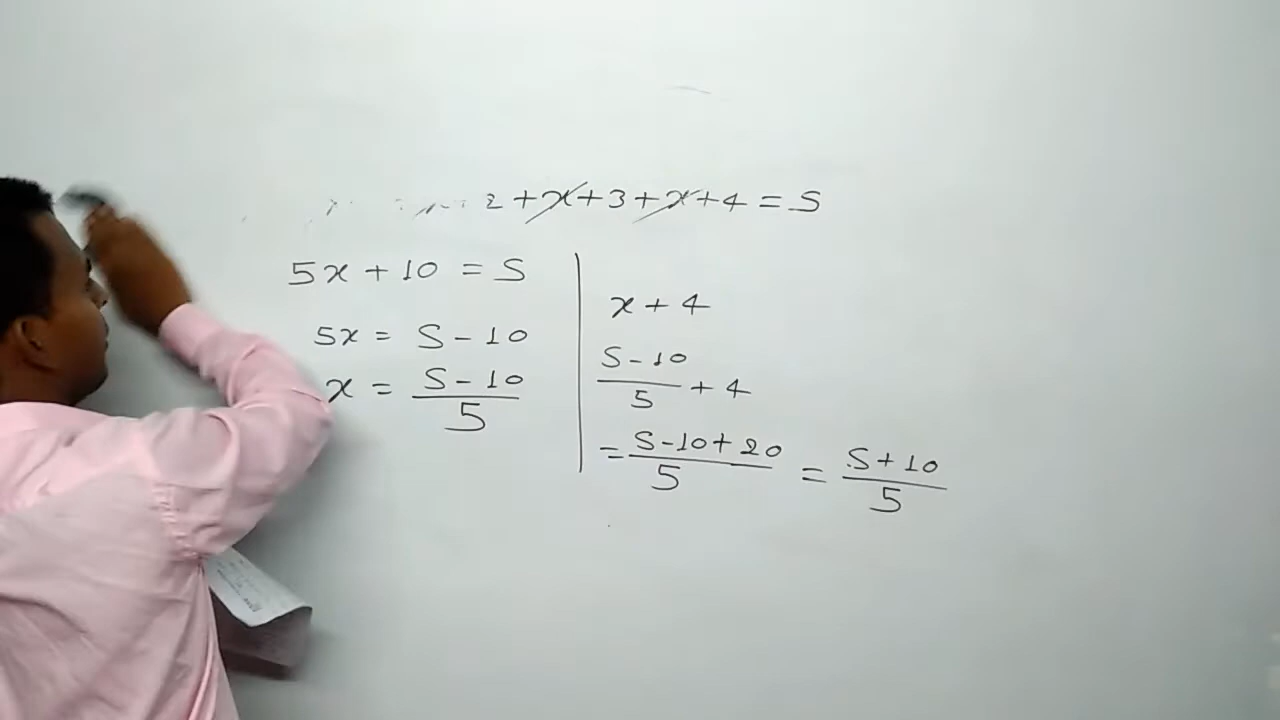 2 + x + 3 + x + 4 = S
5x + 10 = S
5x = S - 10
x = S - 10 / 5
x + 4
S - 10 / 5 + 4
= S - 10 + 20 / 5 = S + 10 / 5